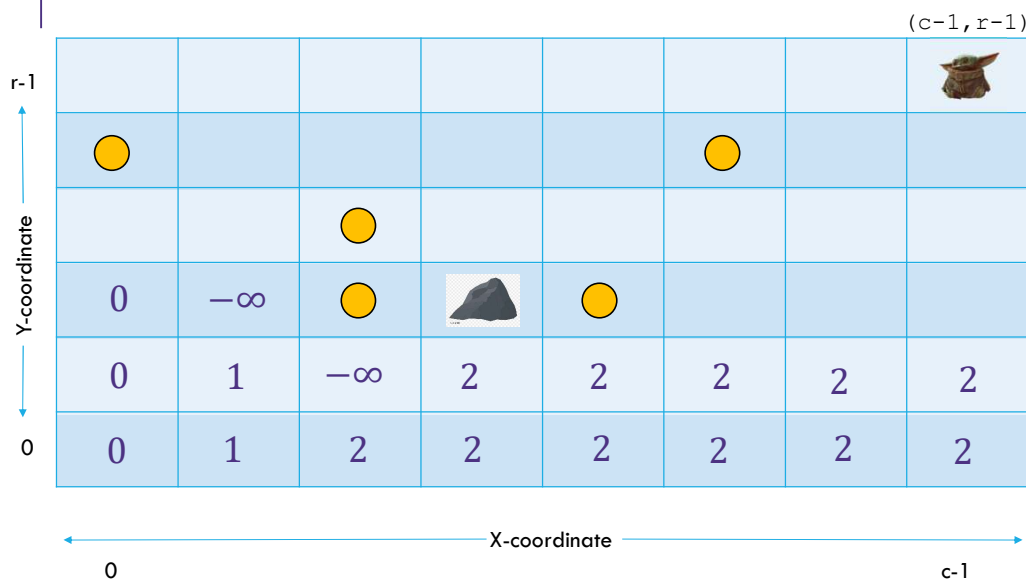 (c-1,r-1)
r-1
Y-coordinate
0 −∞
0 1 −∞ 2 2 2 2 2
0
0 1 2 2 2 2 2 2
X-coordinate
0 c-1